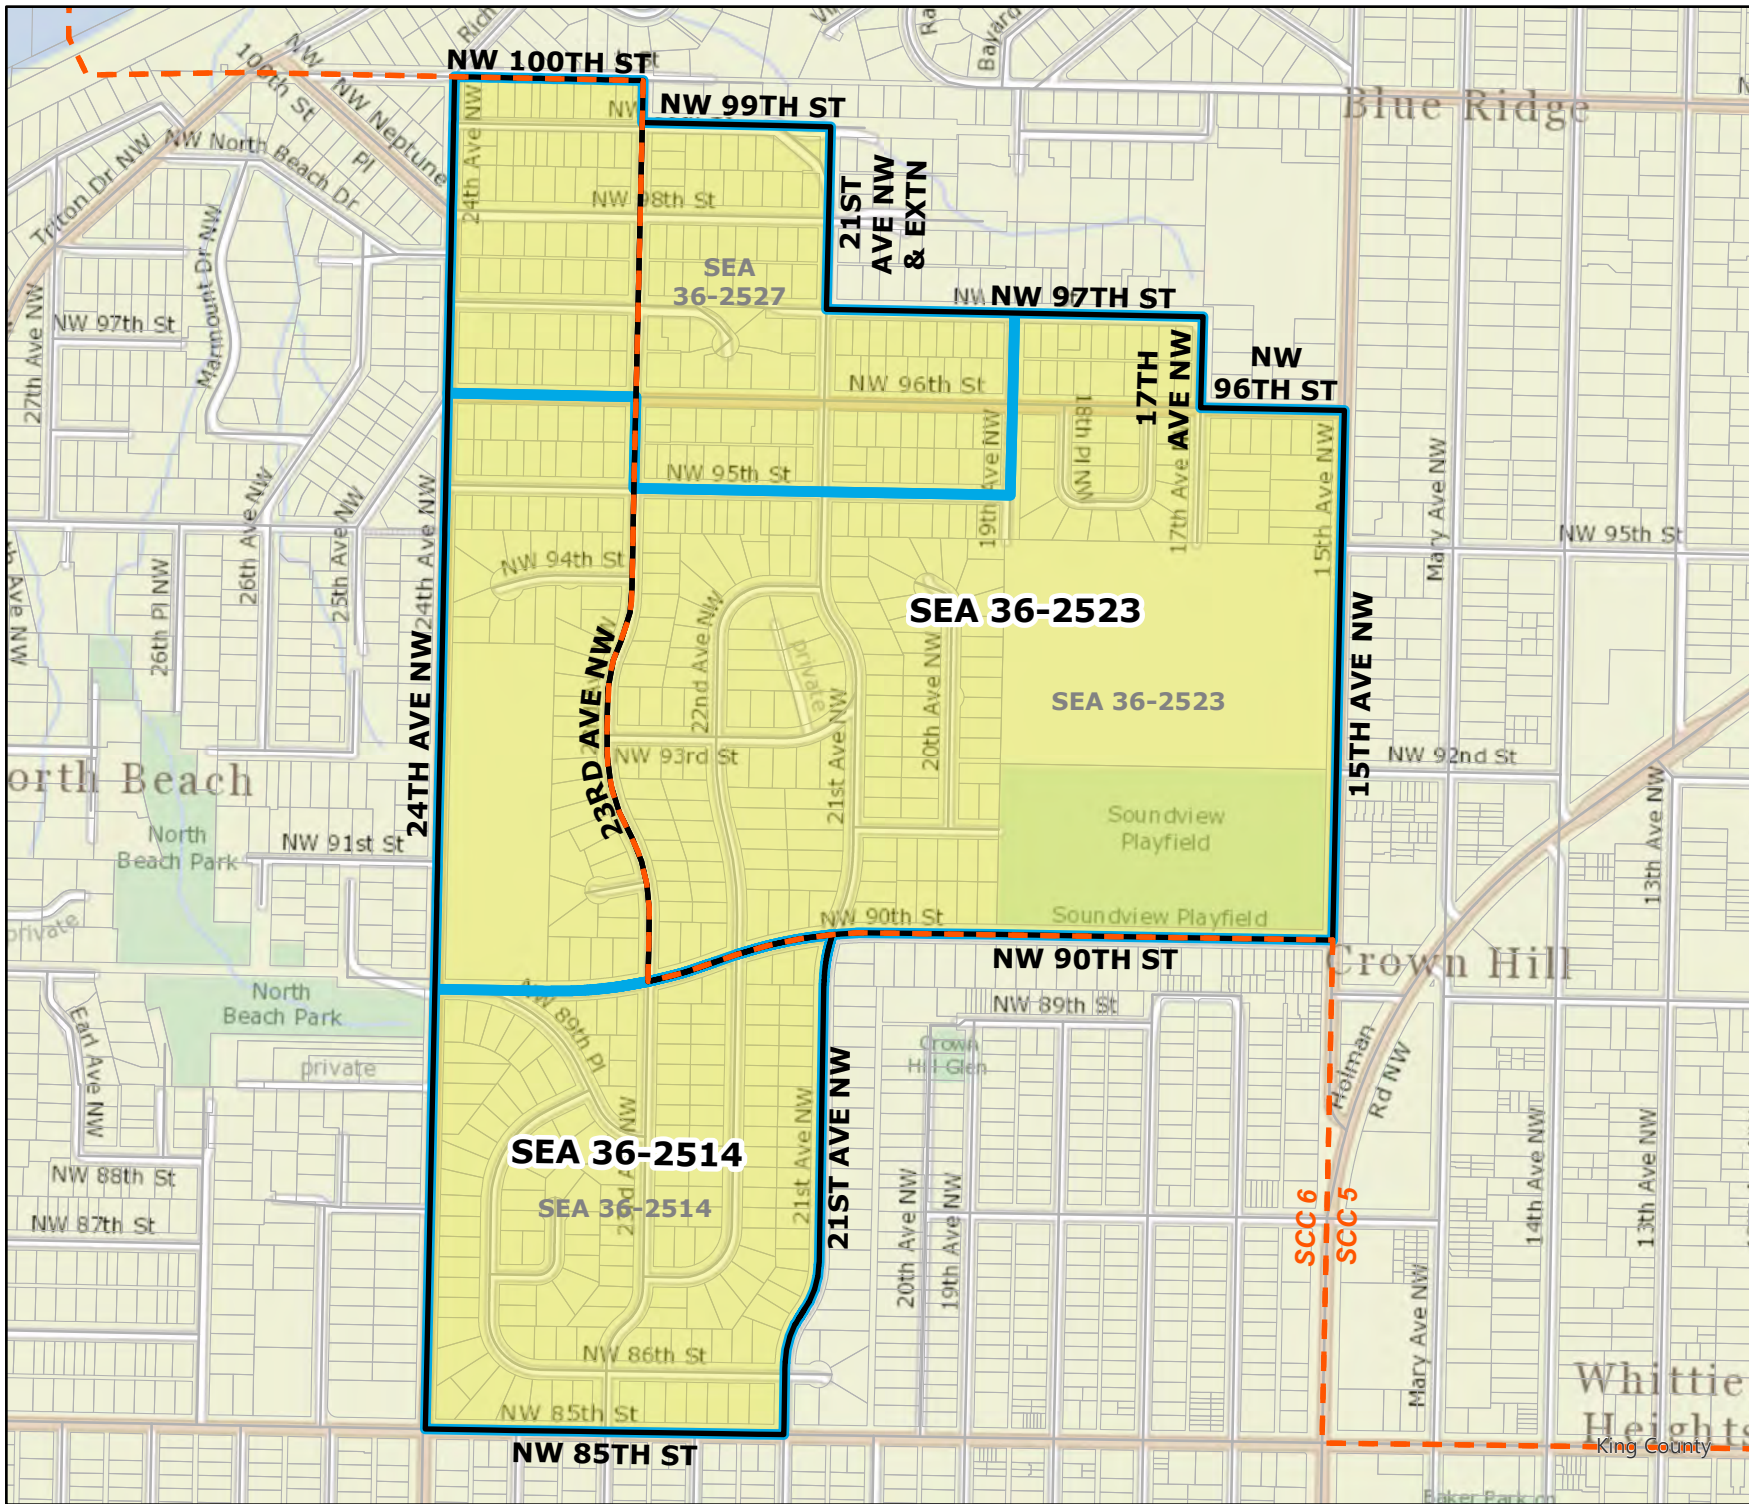 Rich
Bayard
NW 100TH ST
NW
100th St
NW 99TH ST
Blue Ridge
NW Neptune
Pl
NW North Beach Dr
Triton Dr NW
24th Ave NW
NW 98th St
21ST
AVE NW
& EXTN
SEA
36-2527
Marmount Dr NW
27th Ave NW
NW 97th St
NW 97TH ST
17TH
AVE NW
NW
96TH ST
NW 96th St
18th Pl NW
19th Ave NW
17th Ave
15th Ave NW
Mary Ave NW
NW 95th St
NW 95th St
26th Ave NW
25th Ave NW
24th Ave NW
26th Pl NW
Ave NW
NW 94th St
SEA 36-2523
SEA 36-2523
22nd Ave NW
private
20th Ave NW
21st Ave NW
23RD AVE NW
24TH AVE NW
15TH AVE NW
NW 93rd St
NW 92nd St
orth Beach
North
Beach Park
NW 91st St
13th Ave NW
Soundview
Playfield
Soundview Playfield
private
NW 90th St
NW 90TH ST
Crown Hill
North
Beach Park
NW 89th Pl
NW 89th St
Crown
Hill Glen
Earl Ave NW
private
Holman
Rd NW
21st Ave NW
21ST AVE NW
SEA 36-2514
SEA 36-2514
NW 88th St
NW 87th St
20th Ave NW
19th Ave NW
SCC 6
SCC 5
14th Ave NW
13th Ave NW
Mary Ave NW
NW 86th St
NW 85th St
NW 85TH ST
Whittie
Heights
King County
Baker Park on